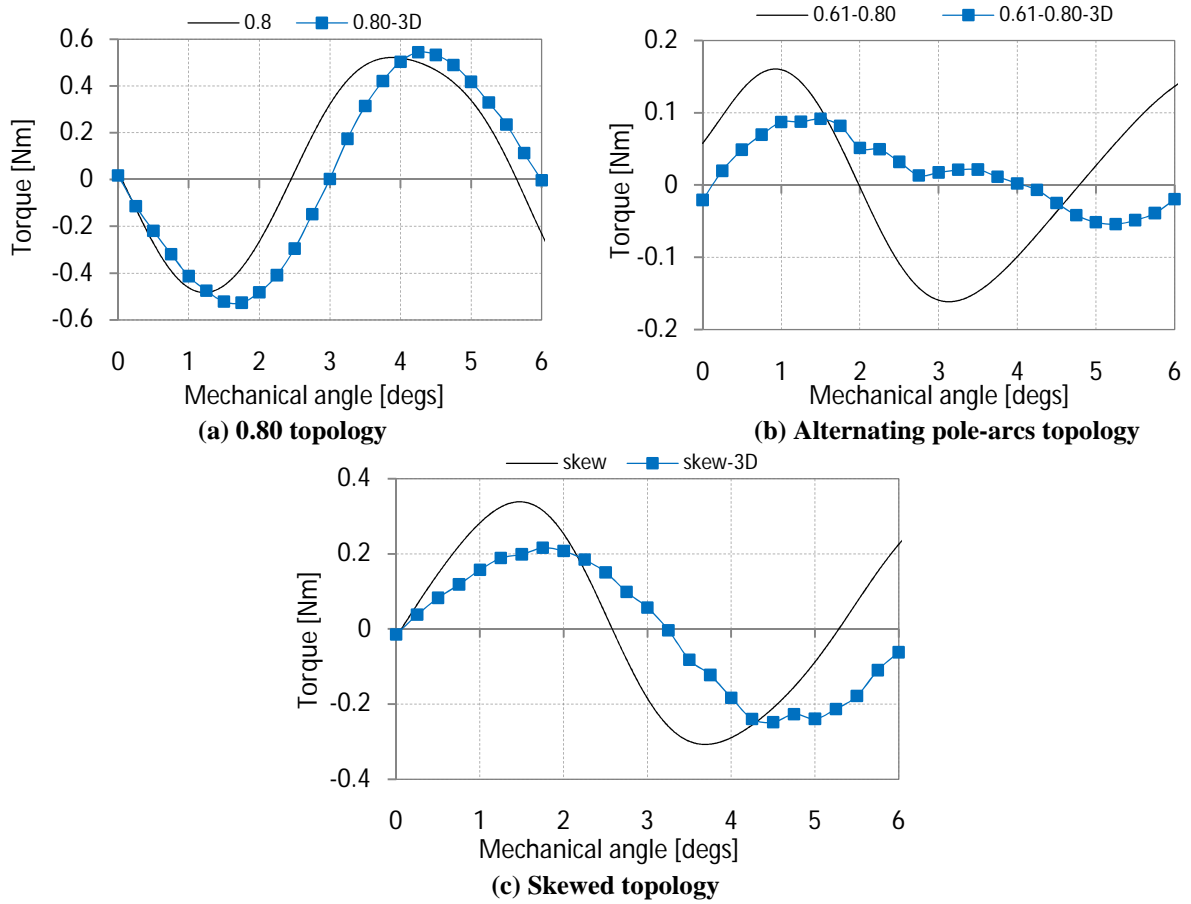 0.8 0.80-3D
0.6
0.4
0.2
0
-0.2
-0.4
-0.6
Torque [Nm]
0 1 2 3 4 5 6
Mechanical angle [degs]
(a) 0.80 topology
0.61-0.80 0.61-0.80-3D
0.2
0.1
0
-0.1
-0.2
Torque [Nm]
0 1 2 3 4 5 6
Mechanical angle [degs]
(b) Alternating pole-arcs topology
skew skew-3D
0.4
0.2
0
-0.2
-0.4
Torque [Nm]
0 1 2 3 4 5 6
Mechanical angle [degs]
(c) Skewed topology